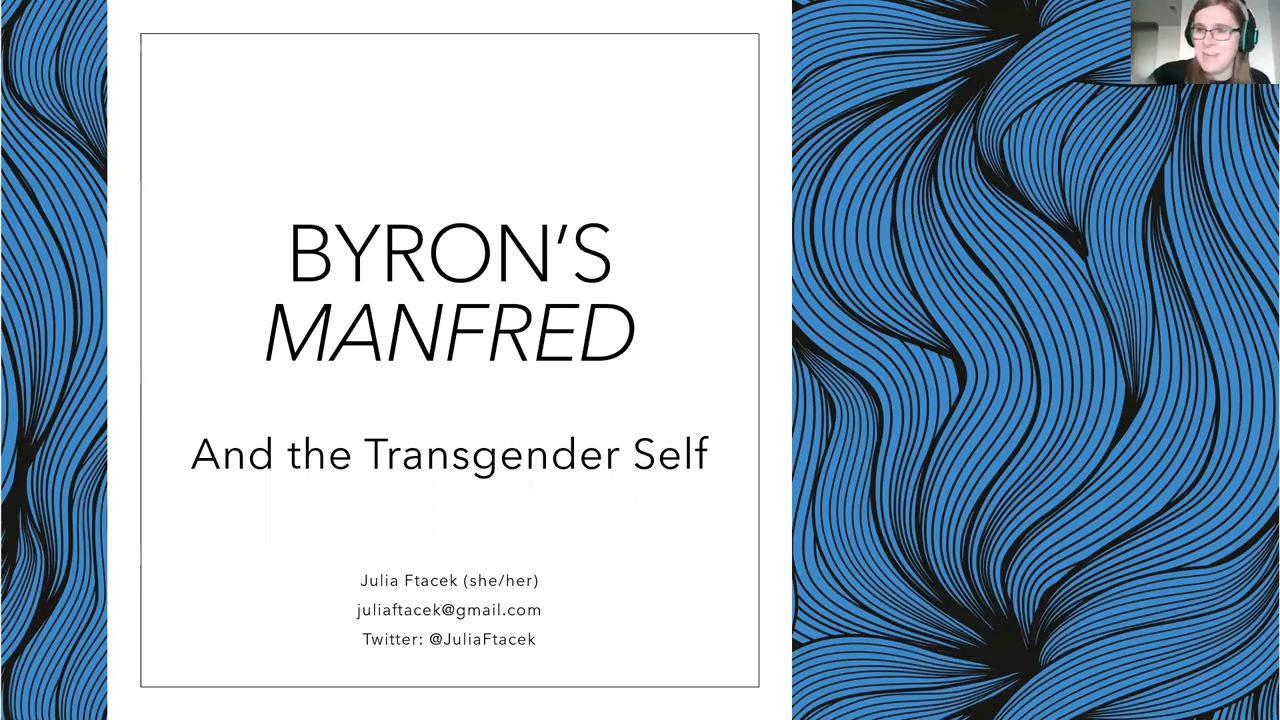 BYRON’S
MANFRED
And the Transgender Self
Julia Ftacek (she/her)
juliaftacek@gmail.com
Twitter: @JuliaFtacek